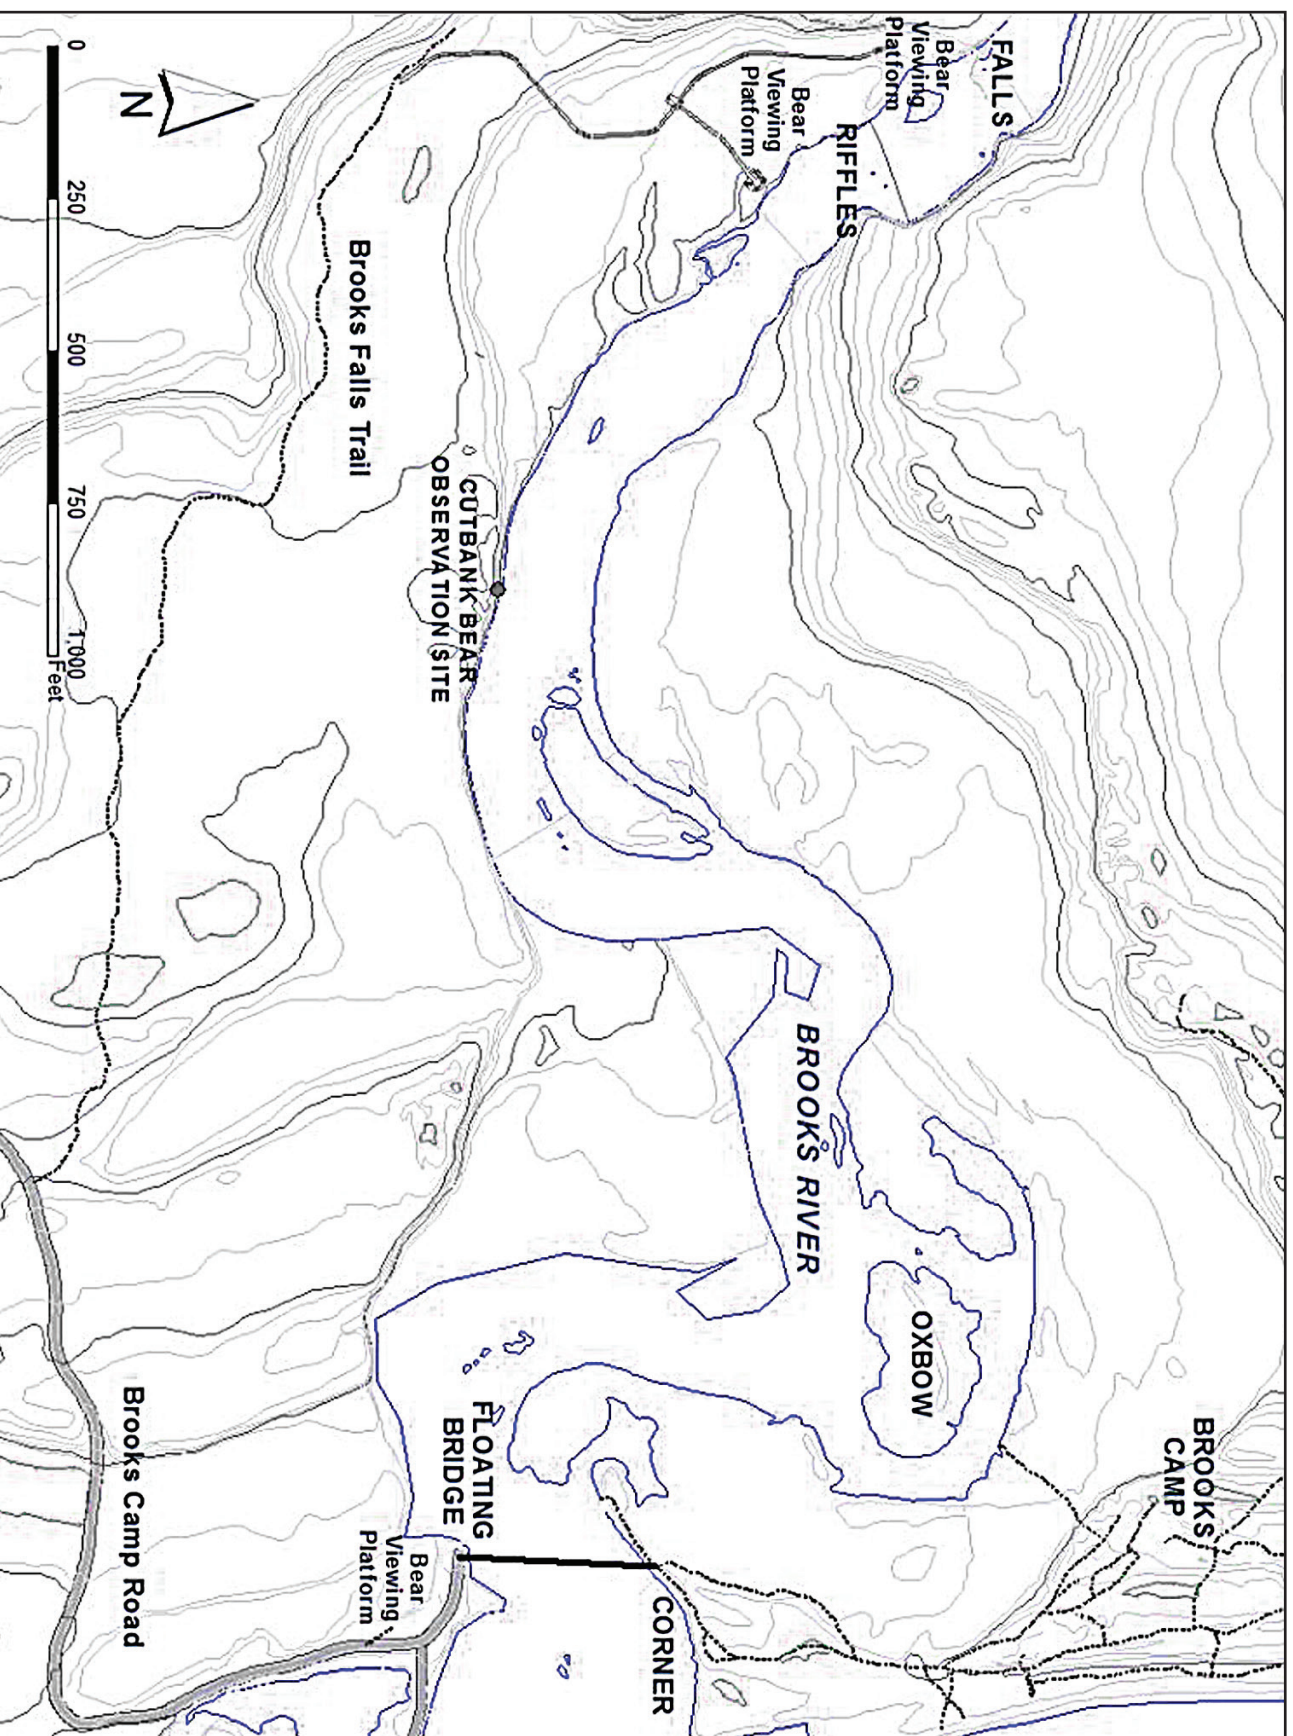 FALLS
Bear
Viewing
Platform
Bear
Viewing
Platform
RIFFLES
N
0
250
500
750
1,000
Feet
Brooks Falls Trail
CUTBANK BEAR
OBSERVATION SITE
BROOKS RIVER
OXBOW
BROOKS
CAMP
FLOATING
BRIDGE
Bear
Viewing
Platform
CORNER
Brooks Camp Road